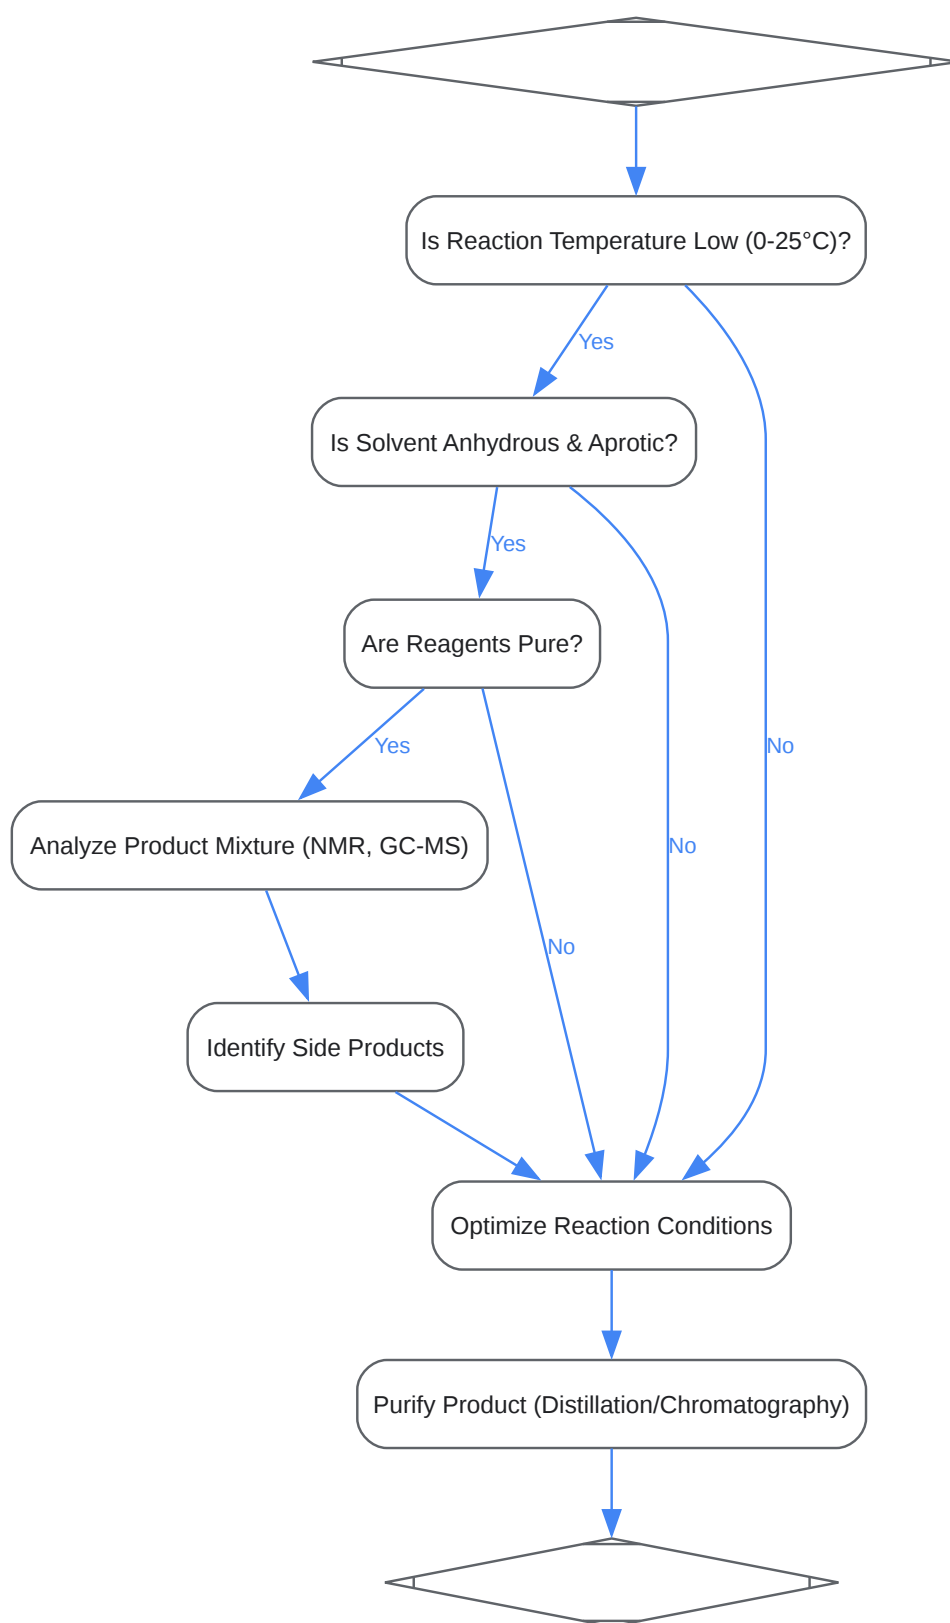 Is Reaction Temperature Low (0-25°C)?
Yes
Is Solvent Anhydrous & Aprotic?
Yes
Are Reagents Pure?
Yes
No
Analyze Product Mixture (NMR, GC-MS)
No
No
Identify Side Products
Optimize Reaction Conditions
Purify Product (Distillation/Chromatography)